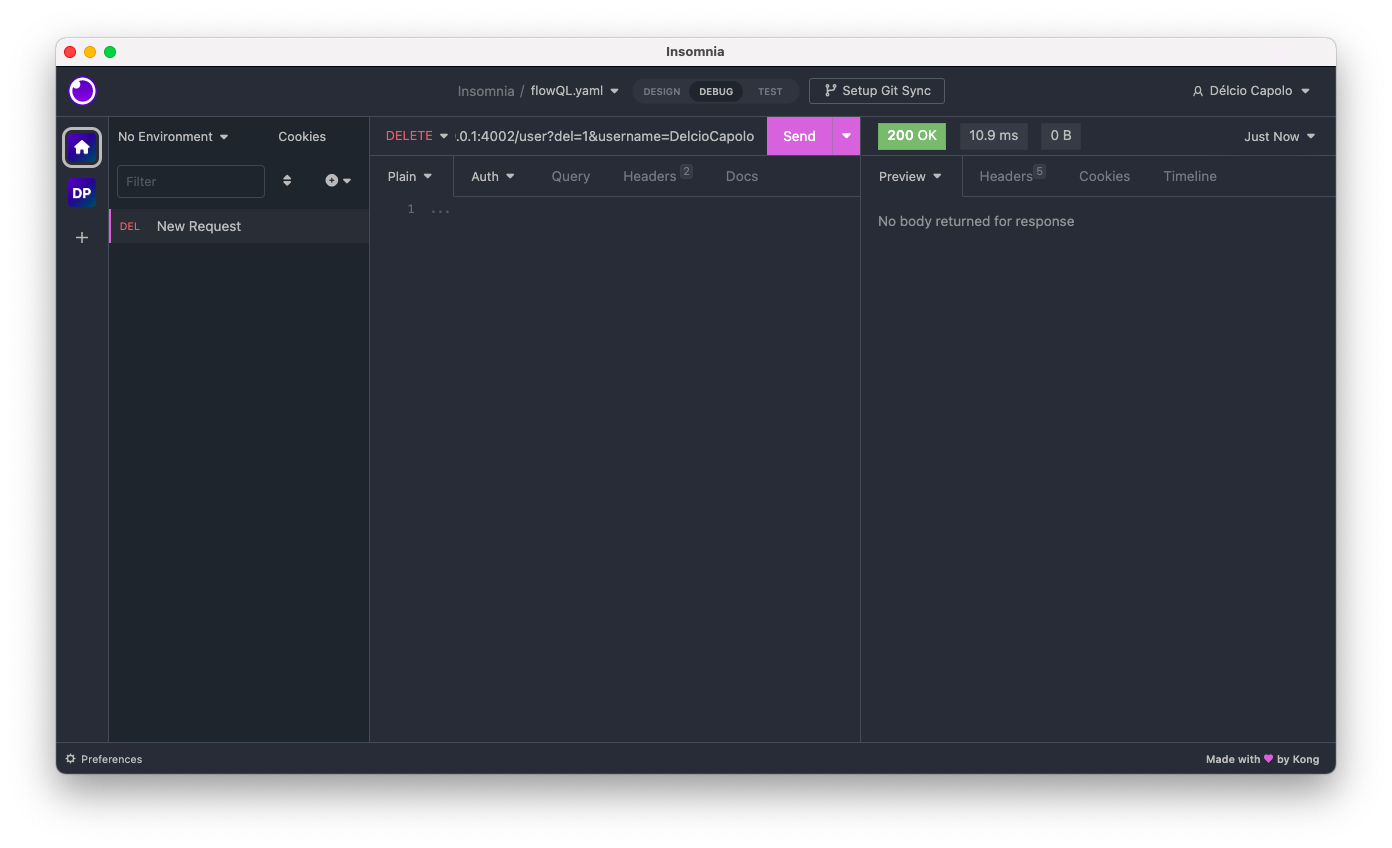 Insomnia
Insomnia / flowQL.yaml
DESIGN DEBUG TEST
Setup Git Sync
Délcio Capolo
No Environment
Cookies
DELETE
.0.1:4002/user?del=1&username=DelcioCapolo
Send
200 OK
10.9 ms
0 B
Just Now
DP
Filter
Plain
Auth
Query
Headers 2
Docs
Preview
Headers 5
Cookies
Timeline
DEL New Request
1 ...
No body returned for response
Preferences
Made with by Kong